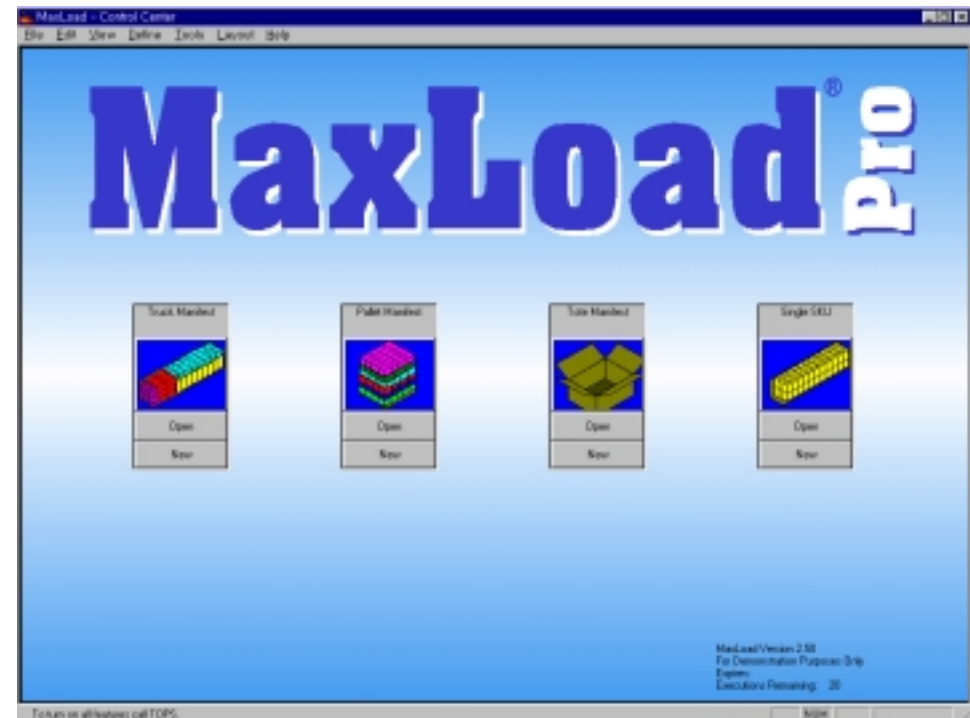 MaxLoad - Control Center
File Edit View Define Tools Layout Help
MaxLoad® Pro
Truck Manifest
Open
New
Pallet Manifest
Open
New
Tote Manifest
Open
New
Single SKU
Open
New
MaxLoad Version 2.50
For Demonstration Purposes Only
Expires:
Executions Remaining: 20
To turn on all features call TOPS.
NUM